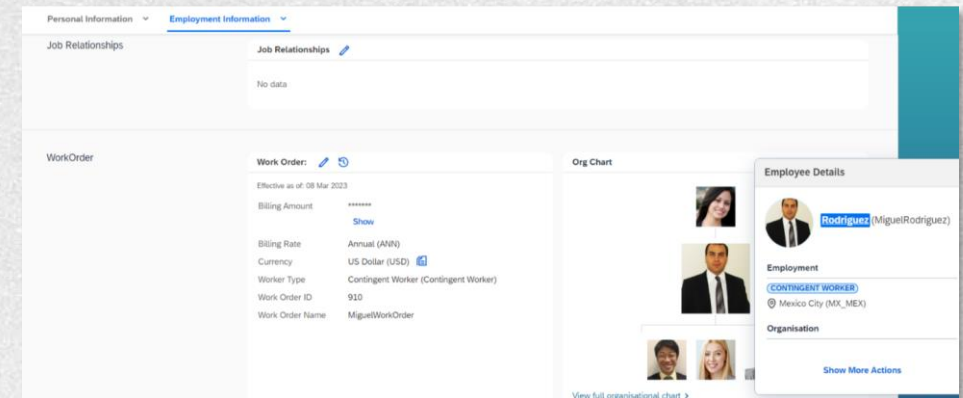 Personal Information
Employment Information
Job Relationships
Job Relationships
No data
WorkOrder
Work Order:
Effective as of: 08 Mar 2023
Billing Amount *******
Show
Billing Rate Annual (ANN)
Currency US Dollar (USD)
Worker Type Contingent Worker (Contingent Worker)
Work Order ID 910
Work Order Name MiguelWorkOrder
Org Chart
View full organisational chart >
Employee Details
Rodriguez (MiguelRodriguez)
Employment
CONTINGENT WORKER
Mexico City (MX_MEX)
Organisation
Show More Actions